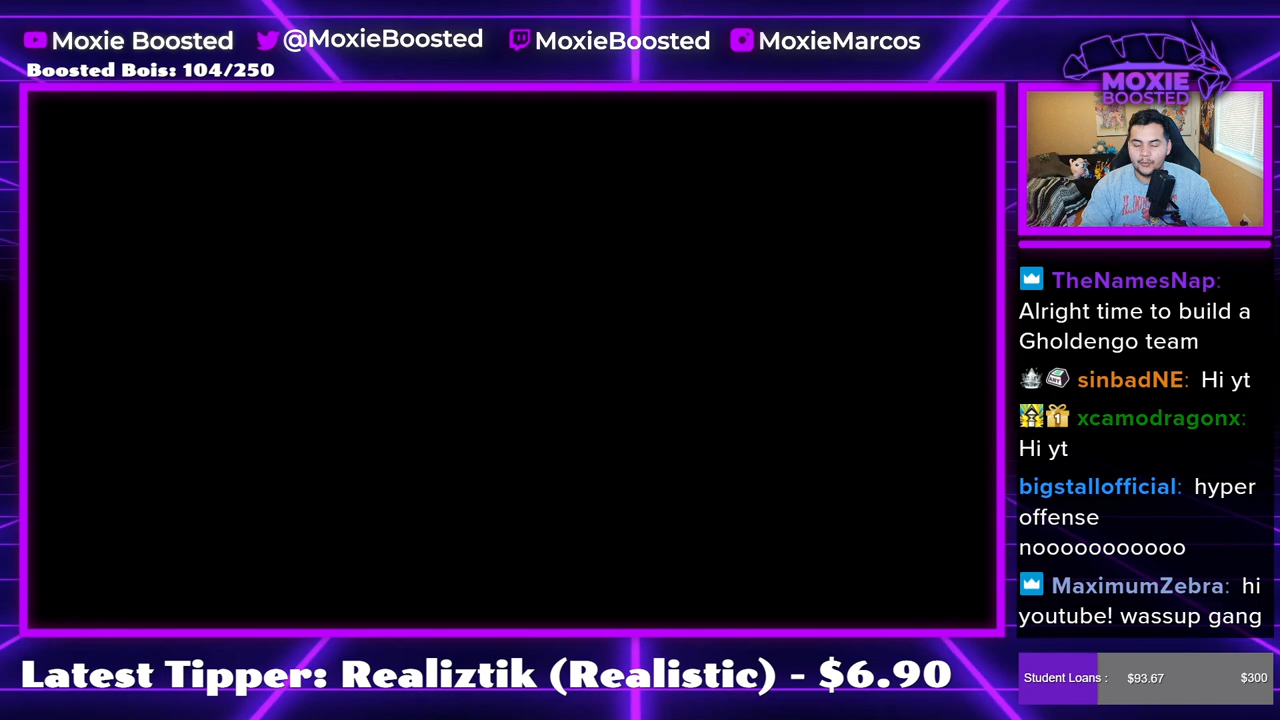 Moxie Boosted @MoxieBoosted MoxieBoosted MoxieMarcos
Boosted Bois: 104/250
MOXIE
BOOSTED
TheNamesNap:
Alright time to build a
Gholdengo team
sinbadNE: Hi yt
xcamodragonx:
Hi yt
bigstallofficial: hyper
offense
nooooooooooo
MaximumZebra: hi
youtube! wassup gang
Latest Tipper: Realiztik (Realistic) - $6.90
Student Loans : $93.67 $300